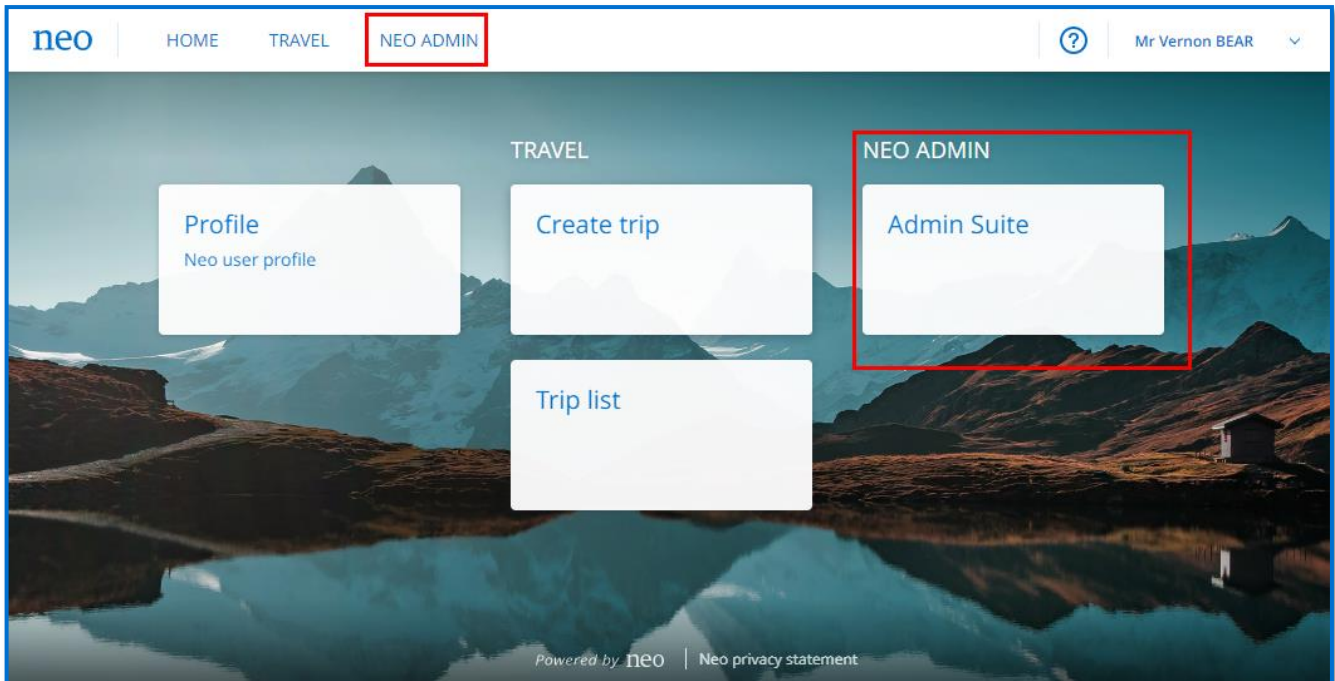 neo HOME TRAVEL NEO ADMIN ? Mr Vernon BEAR
TRAVEL NEO ADMIN
Profile Create trip Admin Suite
Neo user profile
Trip list
Powered by neo | Neo privacy statement